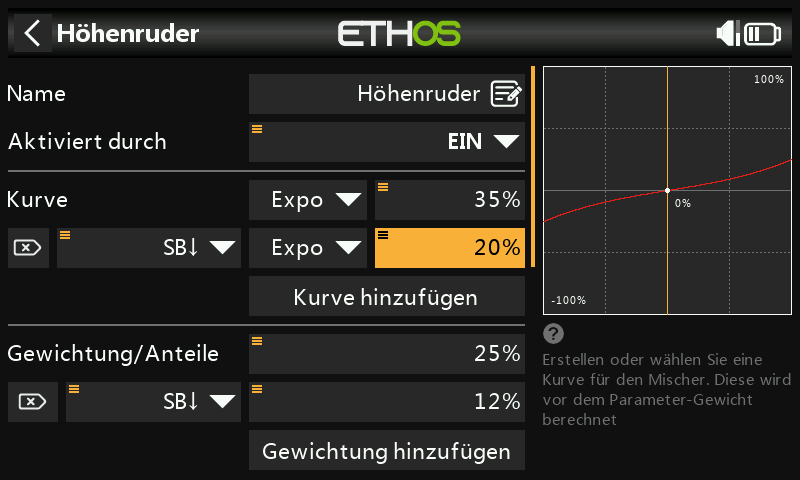 Höhenruder
ETHOS
Name
Höhenruder
Aktiviert durch
EIN
Kurve
Expo
35%
SB↓
Expo
20%
Kurve hinzufügen
Gewichtung/Anteile
25%
SB↓
12%
Gewichtung hinzufügen
100%
0%
-100%
Erstellen oder wählen Sie eine
Kurve für den Mischer. Diese wird
vor dem Parameter-Gewicht
berechnet